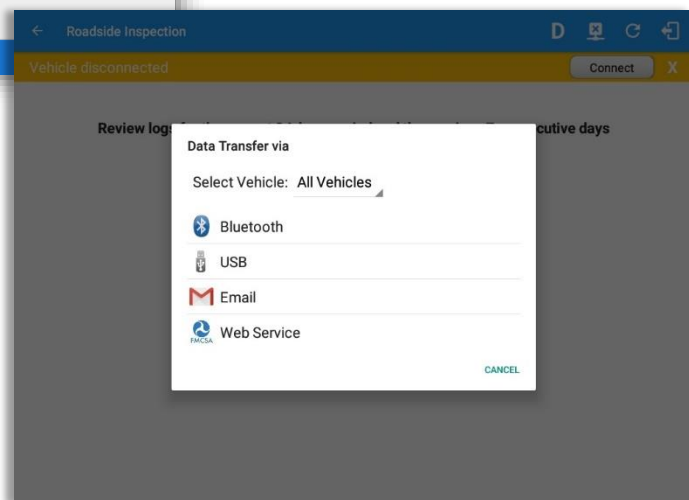 Roadside Inspection
D
Vehicle disconnected
Connect
X
Review logs
days
Data Transfer via
Select Vehicle: All Vehicles
Bluetooth
USB
Email
FMCSA
Web Service
CANCEL